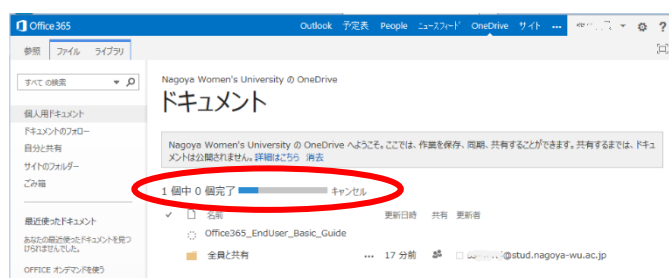 Office 365
Outlook 予定表 People ニュースフィード OneDrive サイト ... ?
参照 ファイル ライブラリ
すべての検索
Nagoya Women's University の OneDrive
ドキュメント
個人用ドキュメント
ドキュメントのフォロー
自分と共有
サイトのフォルダー
ごみ箱
Nagoya Women's University の OneDrive へようこそ。ここでは、作業を保存、同期、共有することができます。共有するまでは、ドキュ
メントは公開されません。詳細はこちら 消去
1 個中 0 個完了 キャンセル
名前 更新日時 共有 更新者
Office365_EndUser_Basic_Guide
全員と共有 ... 17 分前 @stud.nagoya-wu.ac.jp
最近使ったドキュメント
あなたの最近使ったドキュメントを見つ
けられませんでした。
OFFICE オンデマンドを使う